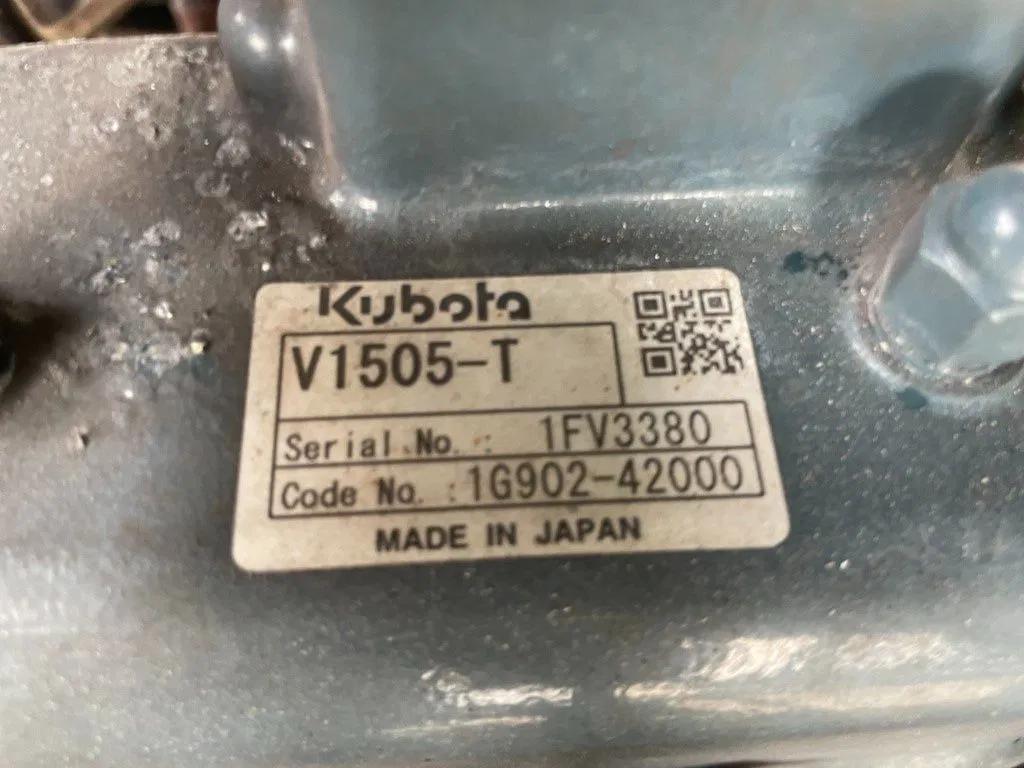 Kubota
V1505-T
Serial No. : 1FV3380
Code No. : 1G902-42000
MADE IN JAPAN